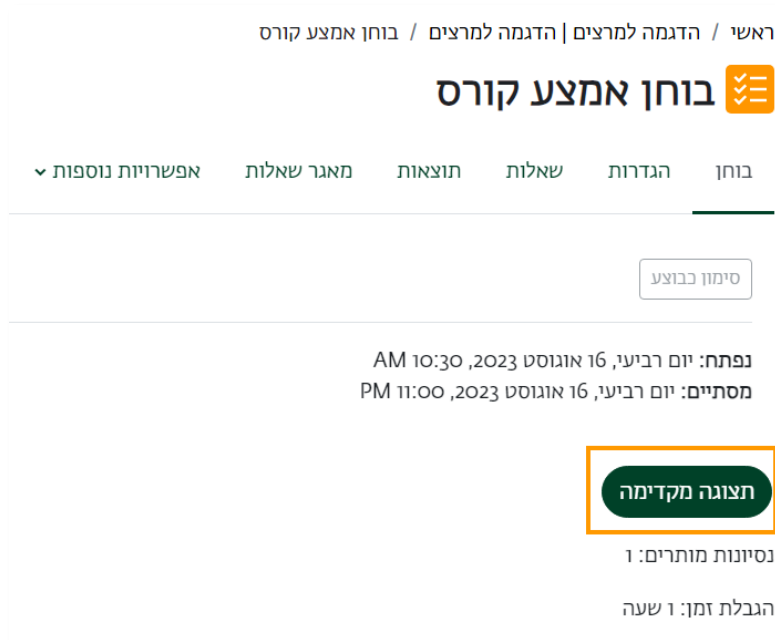 ראשי / הדגמה למרצים | הדגמה למרצים / בוחן אמצע קורס
בוחן אמצע קורס
בוחן הגדרות שאלות תוצאות מאגר שאלות אפשרויות נוספות
סימון כבוצע
נפתח: יום רביעי, 16 אוגוסט 2023, 10:30 AM
מסתיים: יום רביעי, 16 אוגוסט 2023, 11:00 PM
תצוגה מקדימה
נסיונות מותרים: 1
הגבלת זמן: 1 שעה